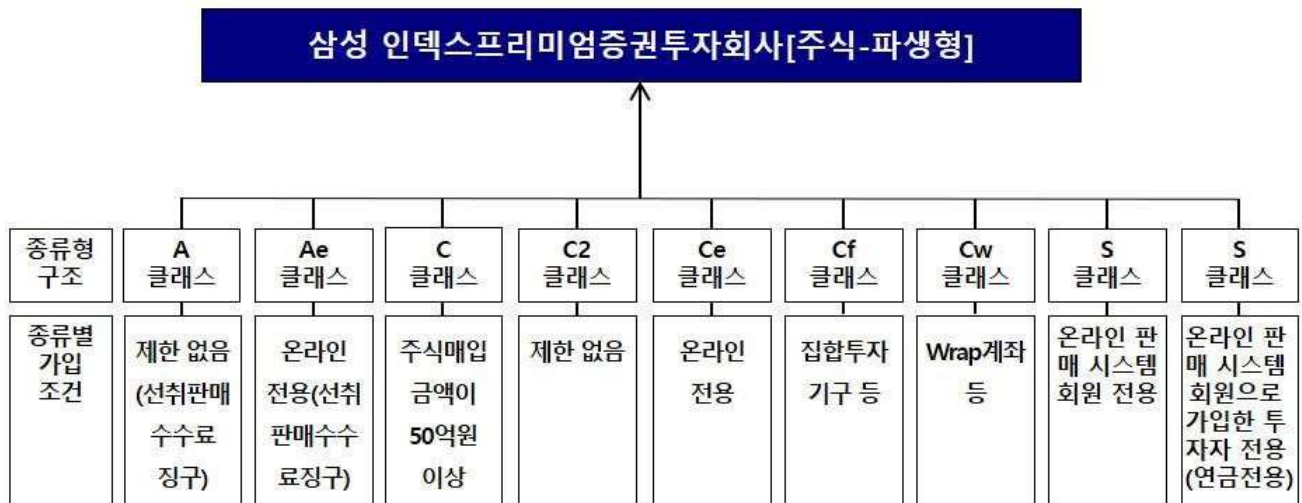 삼성 인덱스프리미엄증권투자회사[주식-파생형]
종류형
구조
A
클래스
Ae
클래스
C
클래스
C2
클래스
Ce
클래스
Cf
클래스
Cw
클래스
S
클래스
S
클래스
종류별
가입
조건
제한 없음
(선취판매
수수료
징구)
온라인
전용(선취
판매수수
료징구)
주식매입
금액이
50억원
이상
제한 없음
온라인
전용
집합투자
기구 등
Wrap계좌
등
온라인 판
매 시스템
회원 전용
온라인 판
매 시스템
회원으로
가입한 투
자자 전용
(연금전용)